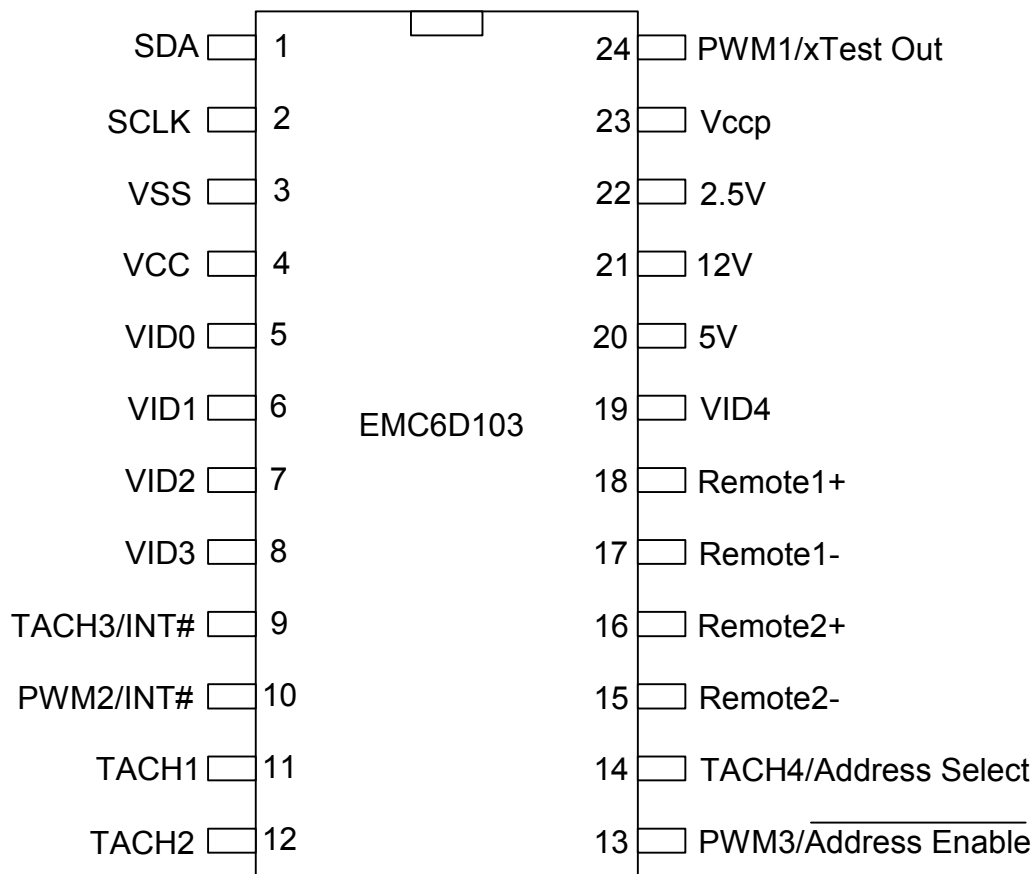 SDA 1 24 PWM1/xTest Out
SCLK 2 23 Vccp
VSS 3 22 2.5V
VCC 4 21 12V
VID0 5 20 5V
VID1 6 EMC6D103 19 VID4
VID2 7 18 Remote1+
VID3 8 17 Remote1-
TACH3/INT# 9 16 Remote2+
PWM2/INT# 10 15 Remote2-
TACH1 11 14 TACH4/Address Select
TACH2 12 13 PWM3/Address Enable